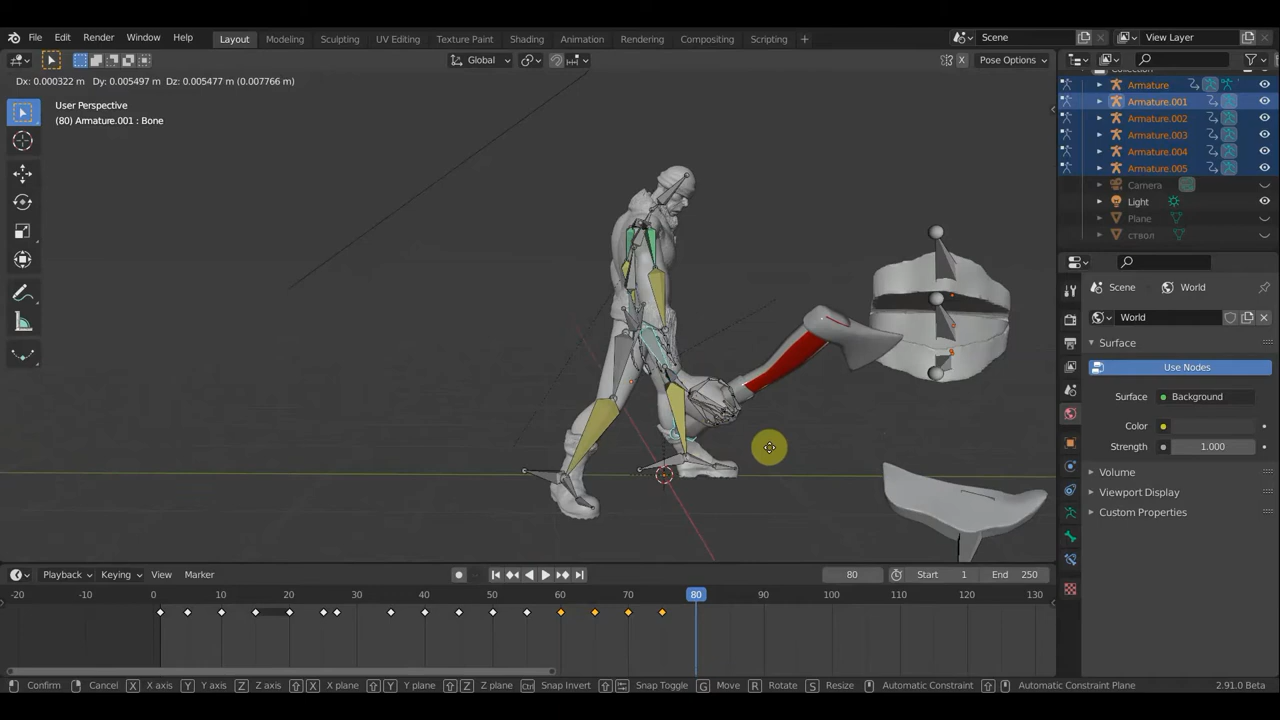 File Edit Render Window Help Layout Modeling Sculpting UV Editing Texture Paint Shading Animation Rendering Compositing Scripting + Scene View Layer
Global X Pose Options
Dx: 0.000322 m Dy: 0.005497 m Dz: 0.005477 m (0.007766 m)
User Perspective
(80) Armature.001 : Bone
Armature
Armature.001
Armature.002
Armature.003
Armature.004
Armature.005
Camera
Light
Plane
ствол
Scene World
World
Surface
Use Nodes
Surface Background
Color
Strength 1.000
Volume
Viewport Display
Custom Properties
Playback Keying View Marker 80 Start 1 End 250
-20 -10 0 10 20 30 40 50 60 70 80 90 100 110 120 130
Confirm Cancel X X axis Y Y axis Z Z axis X X plane Y Y plane Z Z plane Ctrl Snap Invert Snap Toggle G Move R Rotate S Resize Automatic Constraint Automatic Constraint Plane 2.91.0 Beta